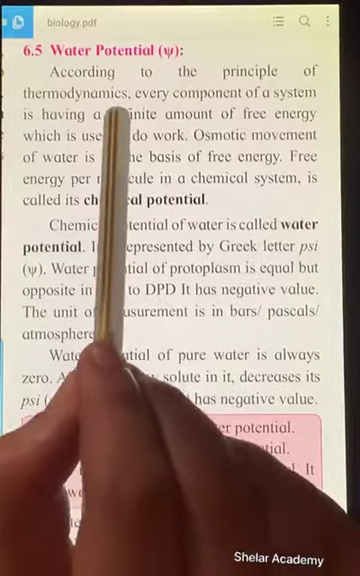 biology.pdf
6.5 Water Potential (ψ):
According to the principle of
thermodynamics, every component of a system
is having a inite amount of free energy
which is use do work. Osmotic movement
of water is he basis of free energy. Free
energy per cule in a chemical system, is
called its ch al potential.
Chemic tential of water is called water
potential. I epresented by Greek letter psi
(ψ). Water tial of protoplasm is equal but
opposite in to DPD It has negative value.
The unit of usurement is in bars/ pascals/
atmosphere
Wate ntial of pure water is always
zero. solute in it, decreases its
psi has negative value.
er potential.
tial.
It
Shelar Academy